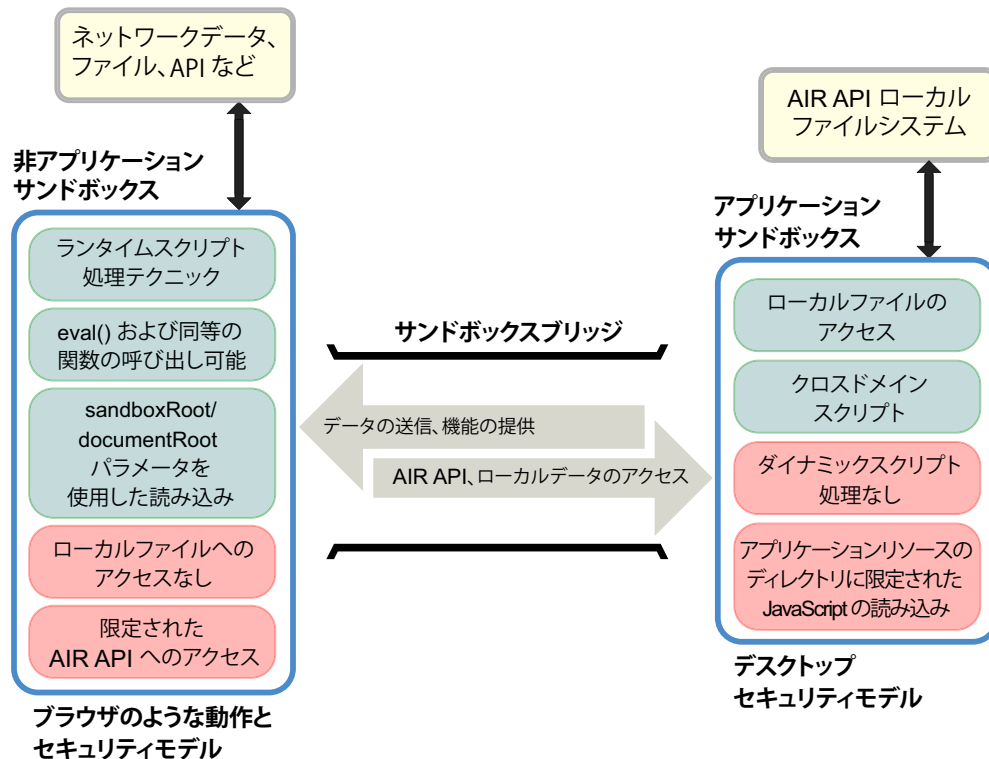 ネットワークデータ、
ファイル、API など
非アプリケーション
サンドボックス
ランタイムスクリプト
処理テクニック
eval() および同等の
関数の呼び出し可能
sandboxRoot/
documentRoot
パラメータを
使用した読み込み
ローカルファイルへの
アクセスなし
限定された
AIR API へのアクセス
ブラウザのような動作と
セキュリティモデル
サンドボックスブリッジ
データの送信、機能の提供
AIR API、ローカルデータのアクセス
AIR API ローカル
ファイルシステム
アプリケーション
サンドボックス
ローカルファイルの
アクセス
クロスドメイン
スクリプト
ダイナミックスクリプト
処理なし
アプリケーションリソースの
ディレクトリに限定された
JavaScript の読み込み
デスクトップ
セキュリティモデル